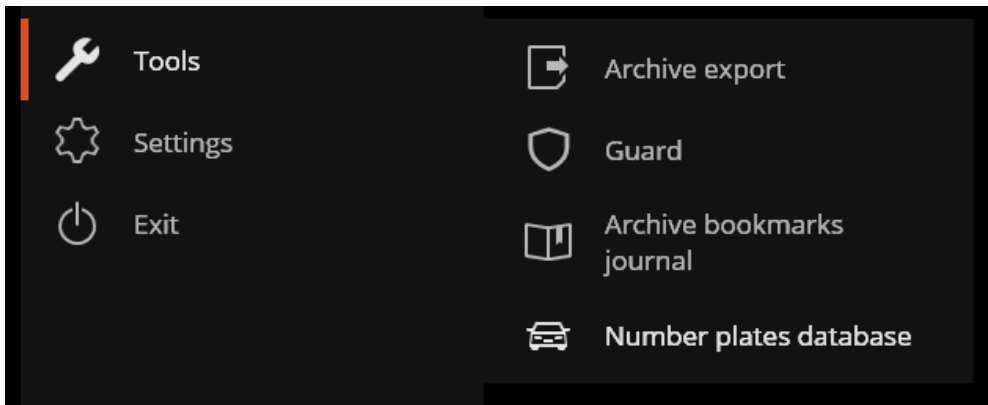 Tools
Settings
Exit
Archive export
Guard
Archive bookmarks
journal
Number plates database